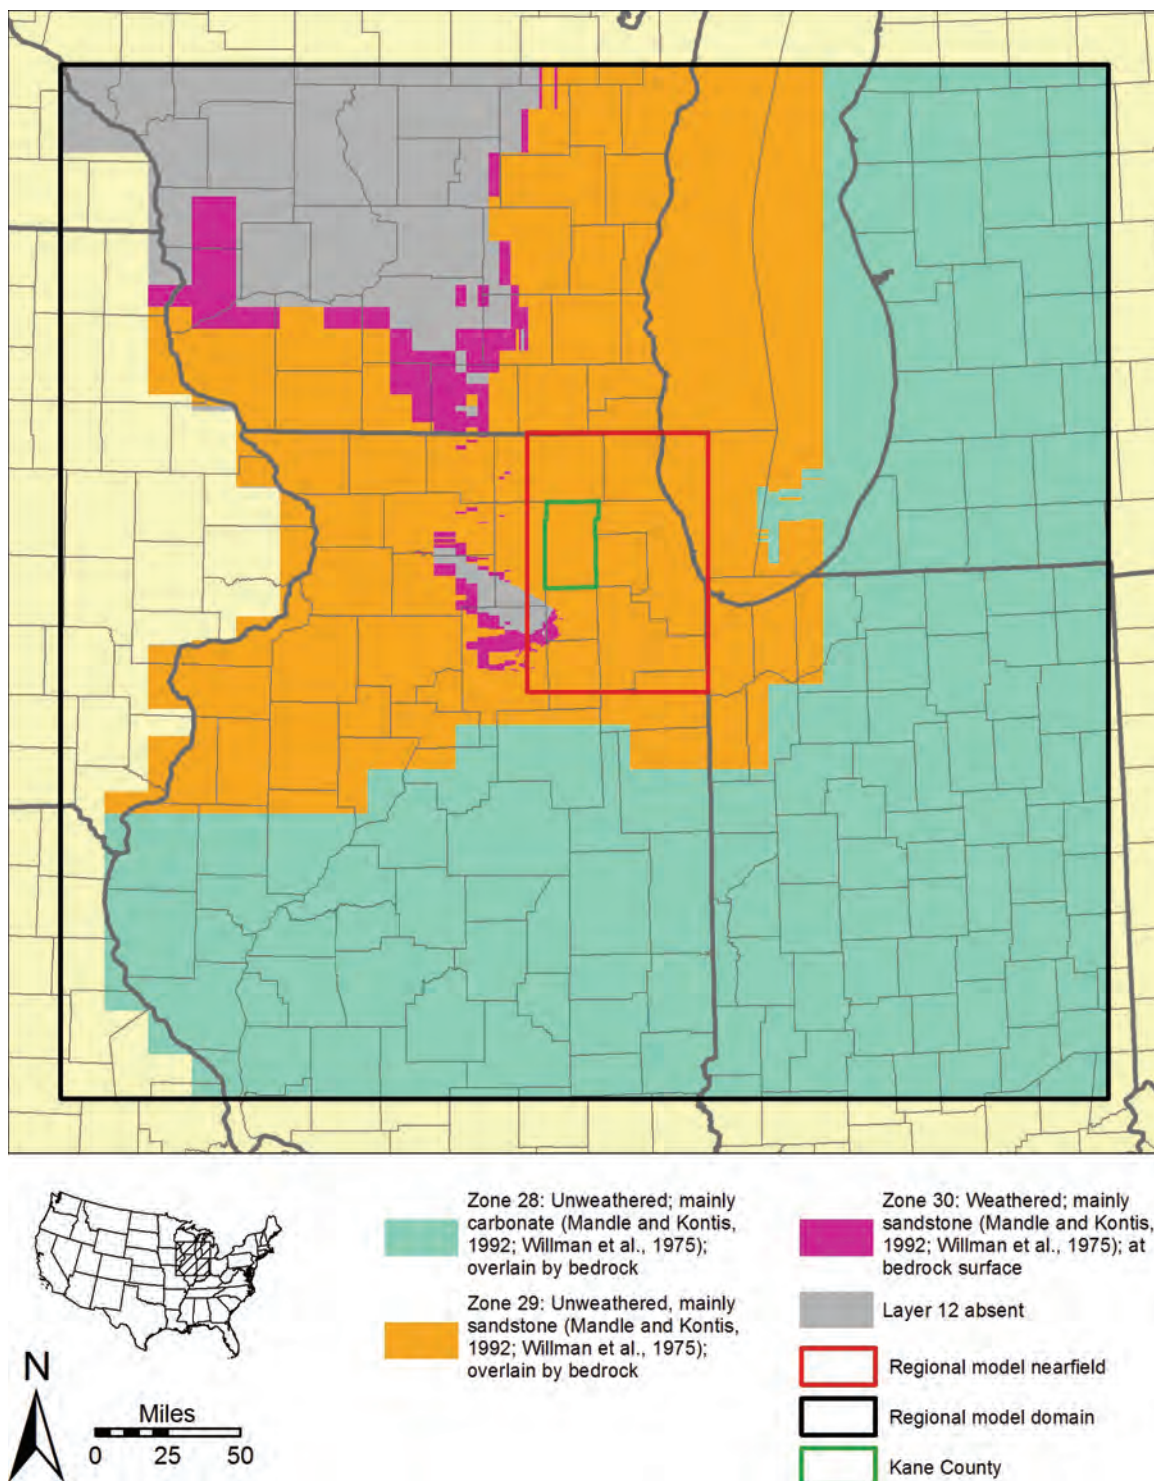 Zone 28: Unweathered; mainly
carbonate (Mandle and Kontis,
1992; Willman et al., 1975);
overlain by bedrock
Zone 29: Unweathered, mainly
sandstone (Mandle and Kontis,
1992; Willman et al., 1975);
overlain by bedrock
Zone 30: Weathered; mainly
sandstone (Mandle and Kontis,
1992; Willman et al., 1975); at
bedrock surface
Layer 12 absent
Regional model nearfield
Regional model domain
Kane County
N
Miles
0 25 50